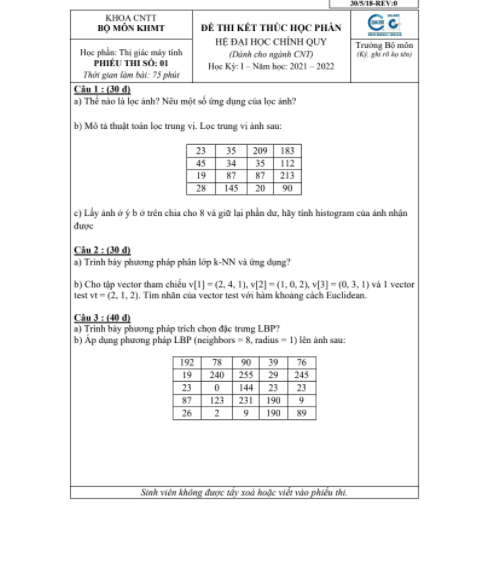 30/5/18-REV:0
KHOA CNTT
BỘ MÔN KHMT
ĐỀ THI KẾT THÚC HỌC PHẦN
HỆ ĐẠI HỌC CHÍNH QUY
(Dành cho ngành CNT)
Học Kỳ: I – Năm học: 2021 – 2022
Học phần: Thị giác máy tính
PHIẾU THI SỐ: 01
Thời gian làm bài: 75 phút
Trưởng Bộ môn
(Ký, ghi rõ họ tên)
Câu 1 : (30 đ)
a) Thế nào là lọc ảnh? Nêu một số ứng dụng của lọc ảnh?
b) Mô tả thuật toán lọc trung vị. Lọc trung vị ảnh sau:
23 35 209 183
45 34 35 112
19 87 87 213
28 145 20 90
c) Lấy ảnh ở ý b ở trên chia cho 8 và giữ lại phần dư, hãy tính histogram của ảnh nhận
được
Câu 2 : (30 đ)
a) Trình bày phương pháp phân lớp k-NN và ứng dụng?
b) Cho tập vector tham chiếu v[1] = (2, 4, 1), v[2] = (1, 0, 2), v[3] = (0, 3, 1) và 1 vector
test vt = (2, 1, 2). Tìm nhãn của vector test với hàm khoảng cách Euclidean.
Câu 3 : (40 đ)
a) Trình bày phương pháp trích chọn đặc trưng LBP?
b) Áp dụng phương pháp LBP (neighbors = 8, radius = 1) lên ảnh sau:
192 78 90 39 76
19 240 255 29 245
23 0 144 23 23
87 123 231 190 9
26 2 9 190 89
Sinh viên không được tẩy xoá hoặc viết vào phiếu thi.